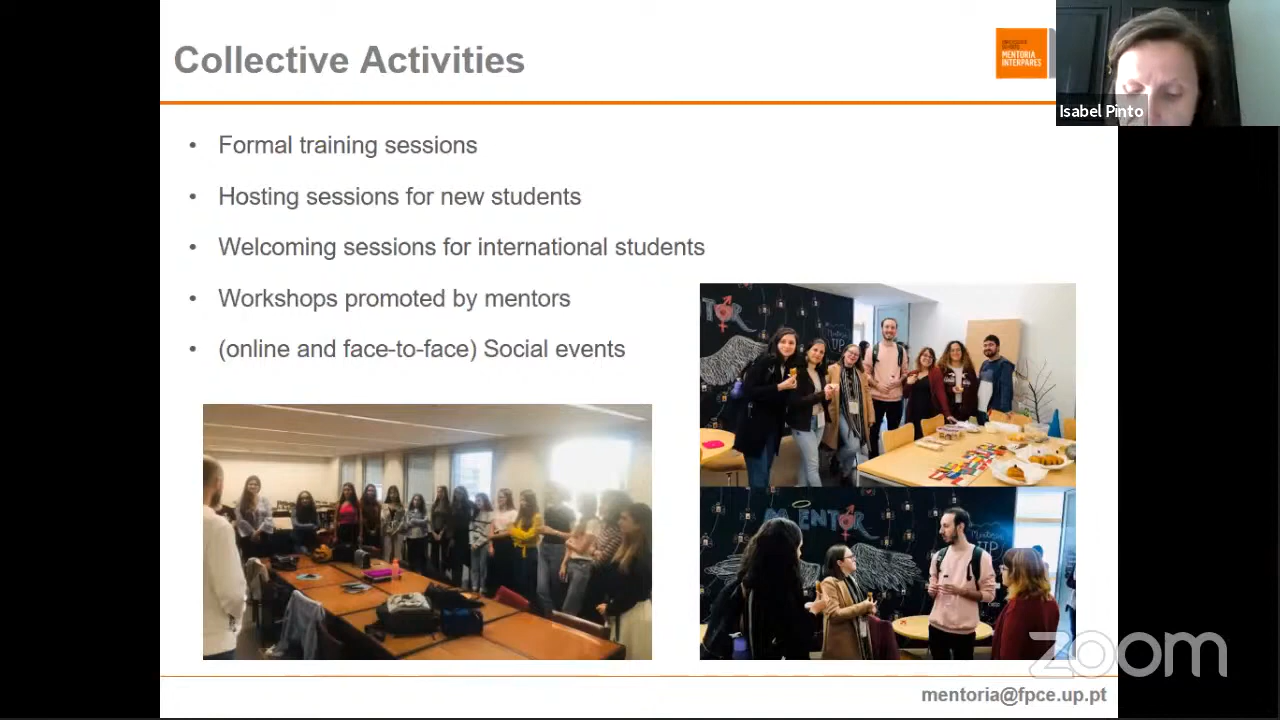 Collective Activities
MENTORIA
INTERPARES
Isabel Pinto
• Formal training sessions
• Hosting sessions for new students
• Welcoming sessions for international students
• Workshops promoted by mentors
• (online and face-to-face) Social events
MENTOR
UP
zoom
mentoria@fpce.up.pt